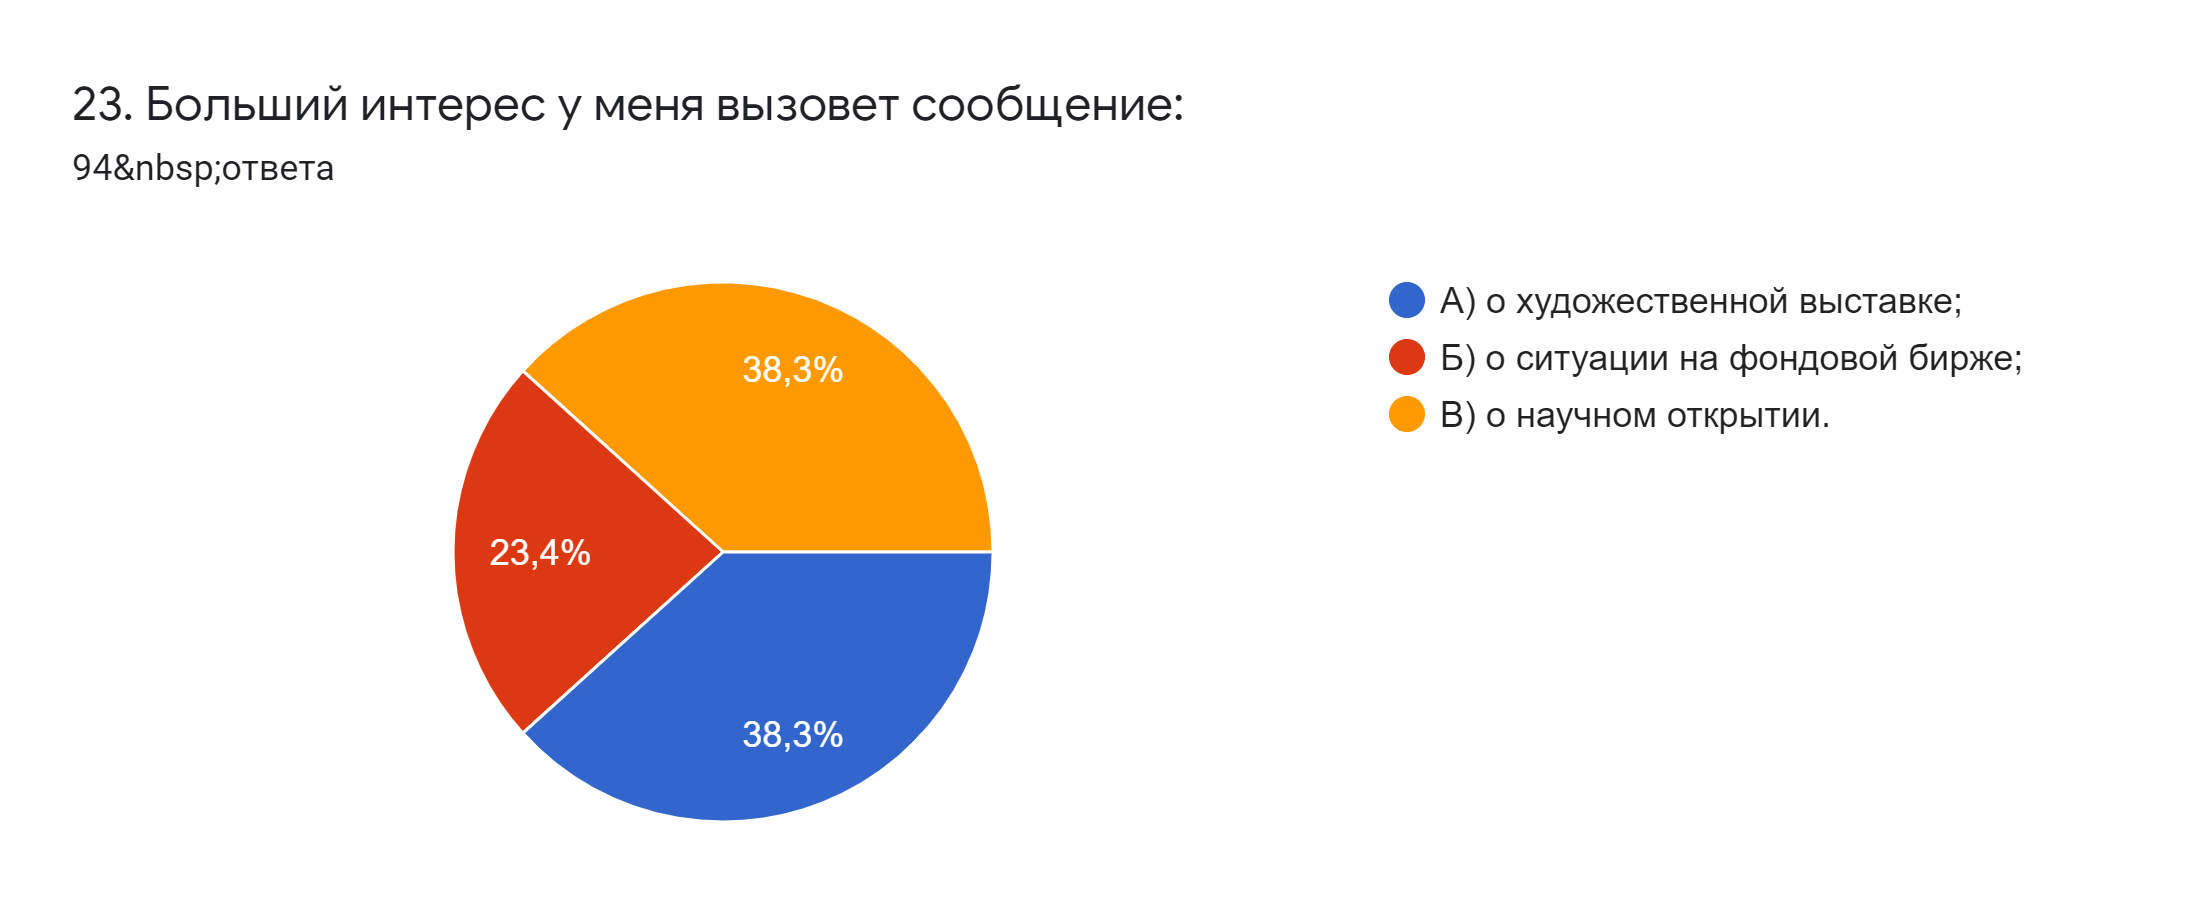 23. Больший интерес у меня вызовет сообщение:
94&nbsp;ответа
38,3%
23,4%
38,3%
А) о художественной выставке;
Б) о ситуации на фондовой бирже;
В) о научном открытии.